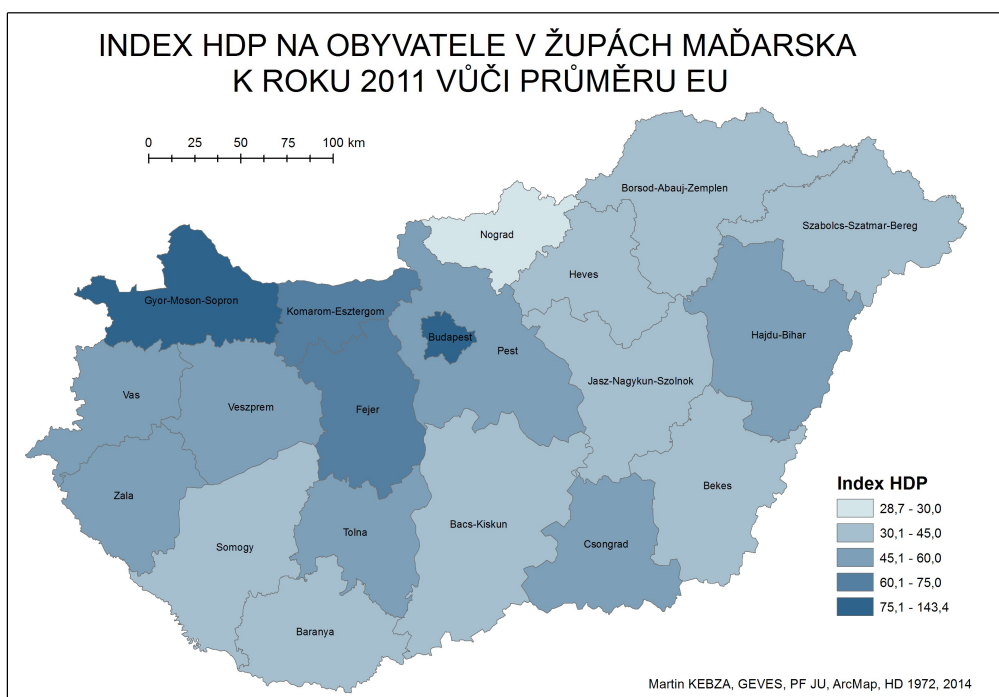 INDEX HDP NA OBYVATELE V ŽUPÁCH MAĎARSKA
K ROKU 2011 VŮČI PRŮMĚRU EU
0 25 50 75 100 km
Borsod-Abauj-Zemplen
Szabolcs-Szatmar-Bereg
Nograd
Heves
Gyor-Moson-Sopron
Komarom-Esztergom
Budapest
Pest
Hajdu-Bihar
Jasz-Nagykun-Szolnok
Vas
Veszprem
Fejer
Zala
Bekes
Bacs-Kiskun
Tolna
Csongrad
Somogy
Baranya
Index HDP
28,7 - 30,0
30,1 - 45,0
45,1 - 60,0
60,1 - 75,0
75,1 - 143,4
Martin KEBZA, GEVES, PF JU, ArcMap, HD 1972, 2014